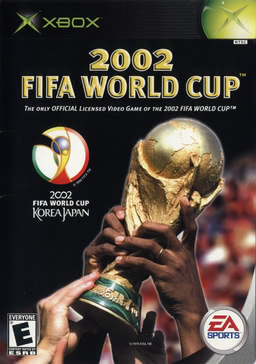 XBOX
NTSC
2002
FIFA WORLD CUP™
THE ONLY OFFICIAL LICENSED VIDEO GAME OF THE 2002 FIFA WORLD CUP™
2002
FIFA WORLD CUP
KOREA JAPAN
EVERYONE
E
ESRB
EA
SPORTS